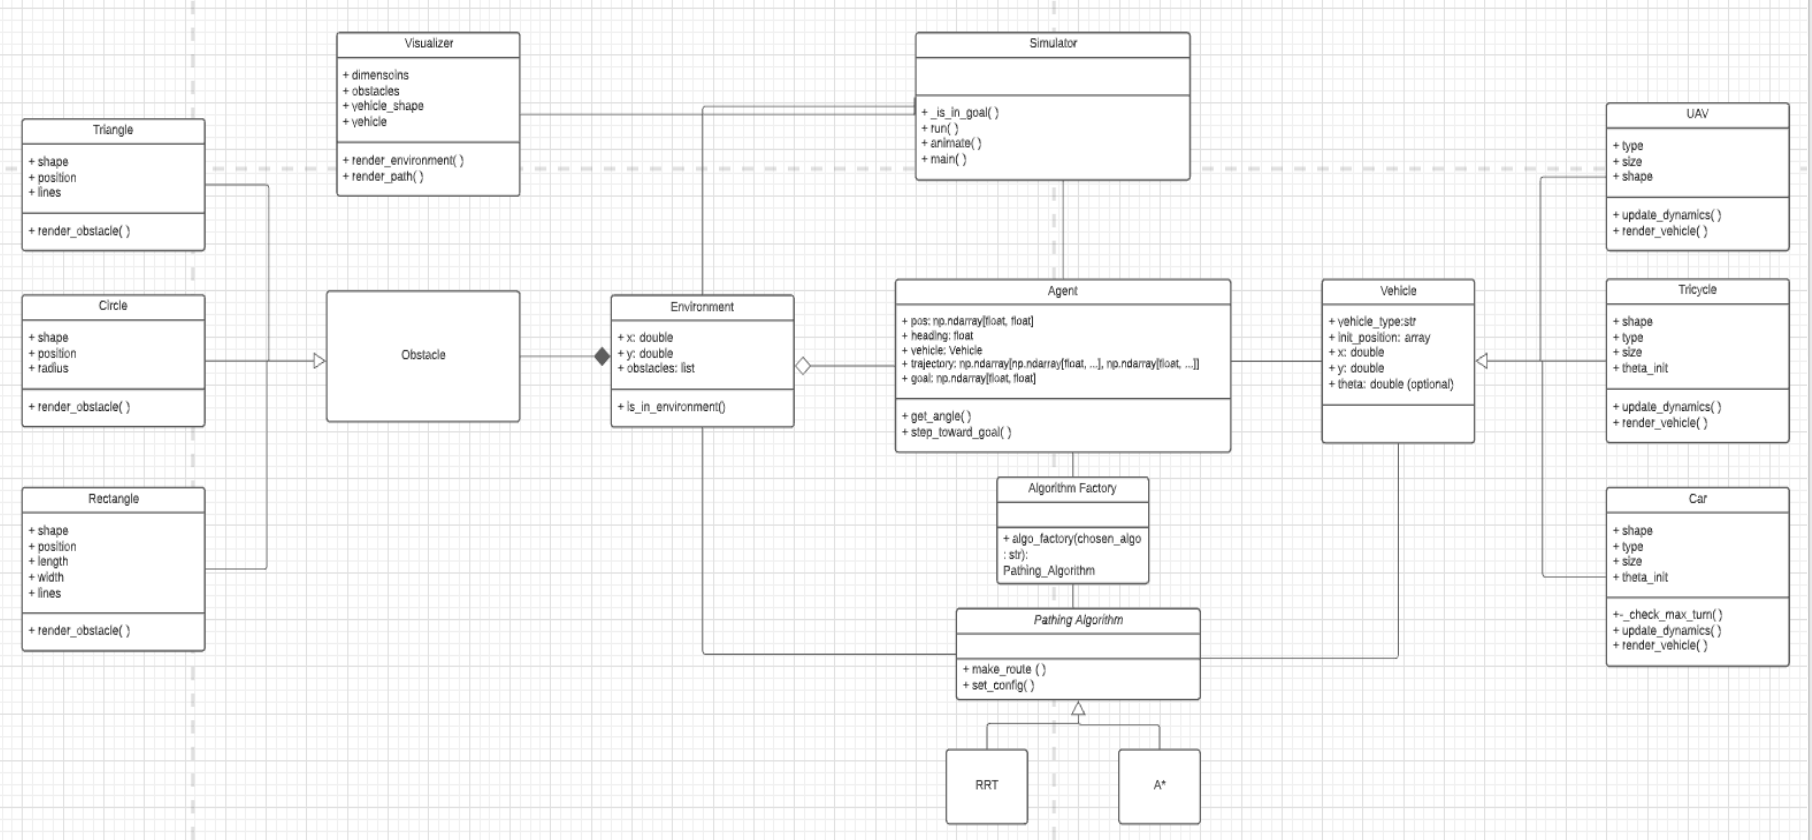 Visualizer
+ dimensoins
+ obstacles
+ vehicle_shape
+ vehicle
+ render_environment( )
+ render_path( )
Simulator
+ _is_in_goal( )
+ run( )
+ animate( )
+ main( )
UAV
+ type
+ size
+ shape
+ update_dynamics( )
+ render_vehicle( )
Triangle
+ shape
+ position
+ lines
+ render_obstacle( )
Circle
+ shape
+ position
+ radius
+ render_obstacle( )
Obstacle
Environment
+ x: double
+ y: double
+ obstacles: list
+ is_in_environment()
Agent
+ pos: np.ndarray[float, float]
+ heading: float
+ vehicle: Vehicle
+ trajectory: np.ndarray[np.ndarray[float, ...], np.ndarray[float, ...]]
+ goal: np.ndarray[float, float]
+ get_angle( )
+ step_toward_goal( )
Vehicle
+ vehicle_type:str
+ init_position: array
+ x: double
+ y: double
+ theta: double (optional)
Tricycle
+ shape
+ type
+ size
+ theta_init
+ update_dynamics( )
+ render_vehicle( )
Rectangle
+ shape
+ position
+ length
+ width
+ lines
+ render_obstacle( )
Algorithm Factory
+ algo_factory(chosen_algo
: str):
Pathing_Algorithm
Car
+ shape
+ type
+ size
+ theta_init
+-_check_max_turn( )
+ update_dynamics( )
+ render_vehicle( )
Pathing Algorithm
+ make_route ( )
+ set_config( )
RRT
A*